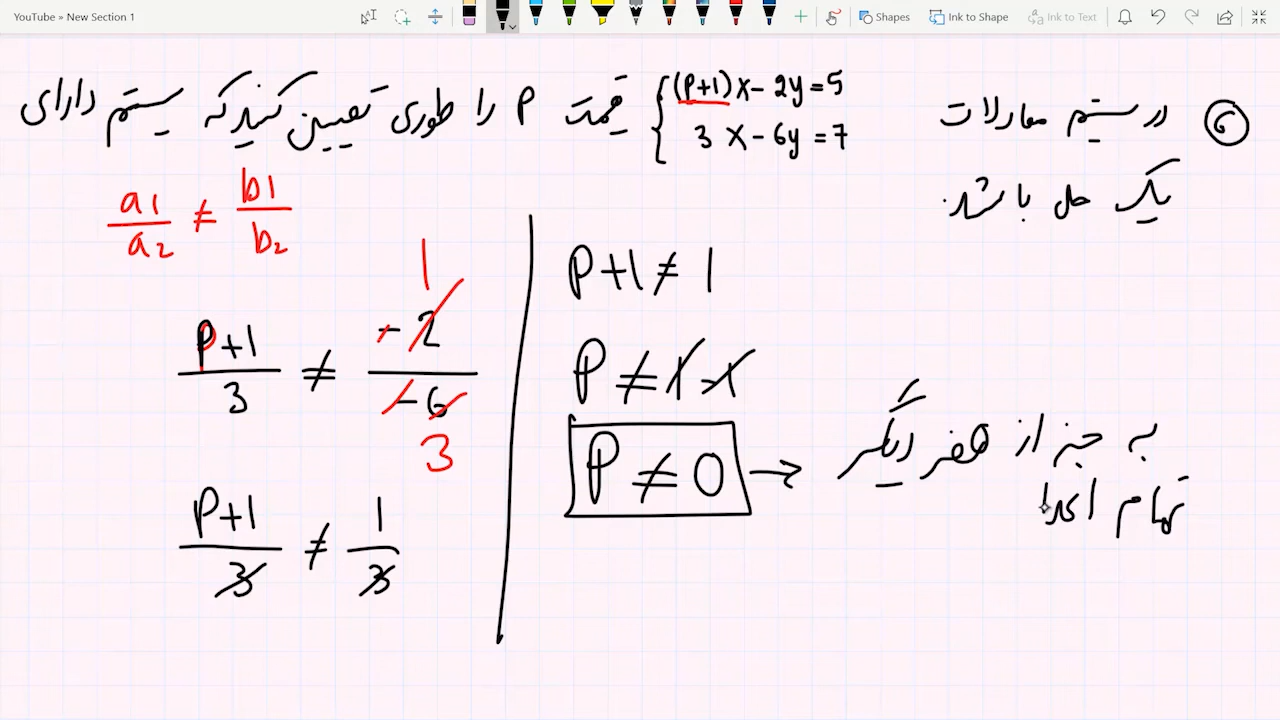 YouTube » New Section 1
Shapes
Ink to Shape
Ink to Text
۶ در سیستم معادلات {(P+1)x-2y=5 قیمت P را طوری تعیین کنید که سیستم دارای
3x-6y=7
یک حل باشد.
a1/a2 ≠ b1/b2
P+1/3 ≠ -2/-6
1
3
P+1/3 ≠ 1/3
P+1≠1
P≠1-1
P≠0 → به جز از صفر دیگر
تمام اعدا